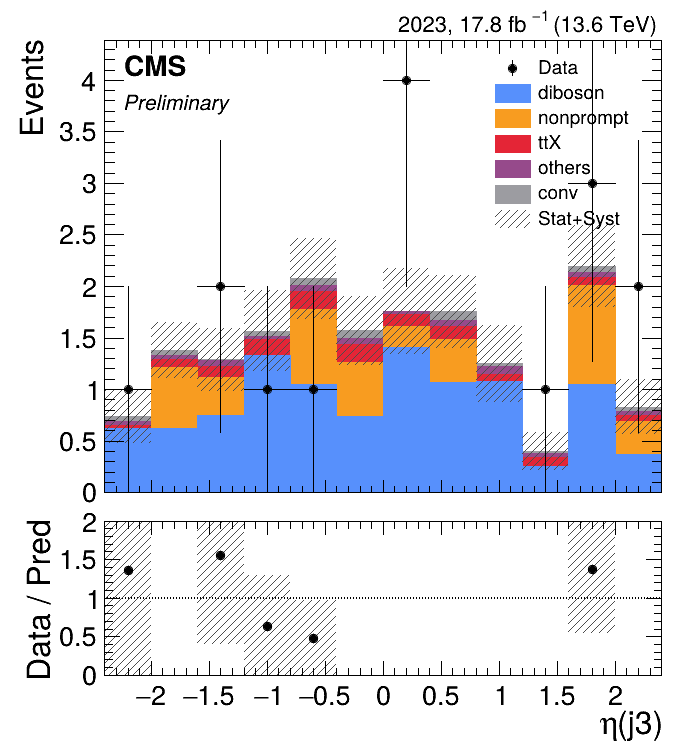 2023, 17.8 fb⁻¹ (13.6 TeV)
Events
CMS
Preliminary
Data
diboson
nonprompt
ttX
others
conv
Stat+Syst
4
3.5
3
2.5
2
1.5
1
0.5
0
Data / Pred
2
1.5
1
0.5
0
−2 −1.5 −1 −0.5 0 0.5 1 1.5 2
η(j3)